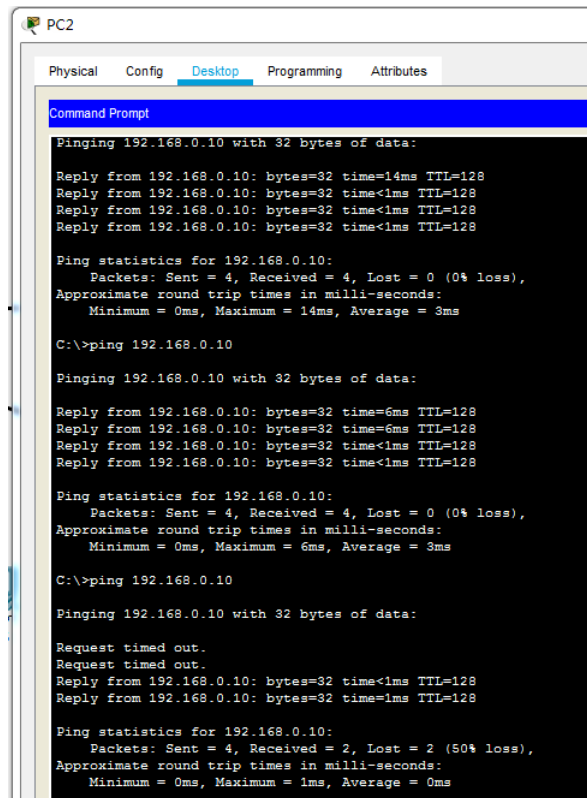 PC2
Physical Config Desktop Programming Attributes
Command Prompt
Pinging 192.168.0.10 with 32 bytes of data:
Reply from 192.168.0.10: bytes=32 time=14ms TTL=128
Reply from 192.168.0.10: bytes=32 time<1ms TTL=128
Reply from 192.168.0.10: bytes=32 time<1ms TTL=128
Reply from 192.168.0.10: bytes=32 time<1ms TTL=128
Ping statistics for 192.168.0.10:
Packets: Sent = 4, Received = 4, Lost = 0 (0% loss),
Approximate round trip times in milli-seconds:
Minimum = 0ms, Maximum = 14ms, Average = 3ms
C:\>ping 192.168.0.10
Pinging 192.168.0.10 with 32 bytes of data:
Reply from 192.168.0.10: bytes=32 time=6ms TTL=128
Reply from 192.168.0.10: bytes=32 time=6ms TTL=128
Reply from 192.168.0.10: bytes=32 time<1ms TTL=128
Reply from 192.168.0.10: bytes=32 time<1ms TTL=128
Ping statistics for 192.168.0.10:
Packets: Sent = 4, Received = 4, Lost = 0 (0% loss),
Approximate round trip times in milli-seconds:
Minimum = 0ms, Maximum = 6ms, Average = 3ms
C:\>ping 192.168.0.10
Pinging 192.168.0.10 with 32 bytes of data:
Request timed out.
Request timed out.
Reply from 192.168.0.10: bytes=32 time<1ms TTL=128
Reply from 192.168.0.10: bytes=32 time=1ms TTL=128
Ping statistics for 192.168.0.10:
Packets: Sent = 4, Received = 2, Lost = 2 (50% loss),
Approximate round trip times in milli-seconds:
Minimum = 0ms, Maximum = 1ms, Average = 0ms